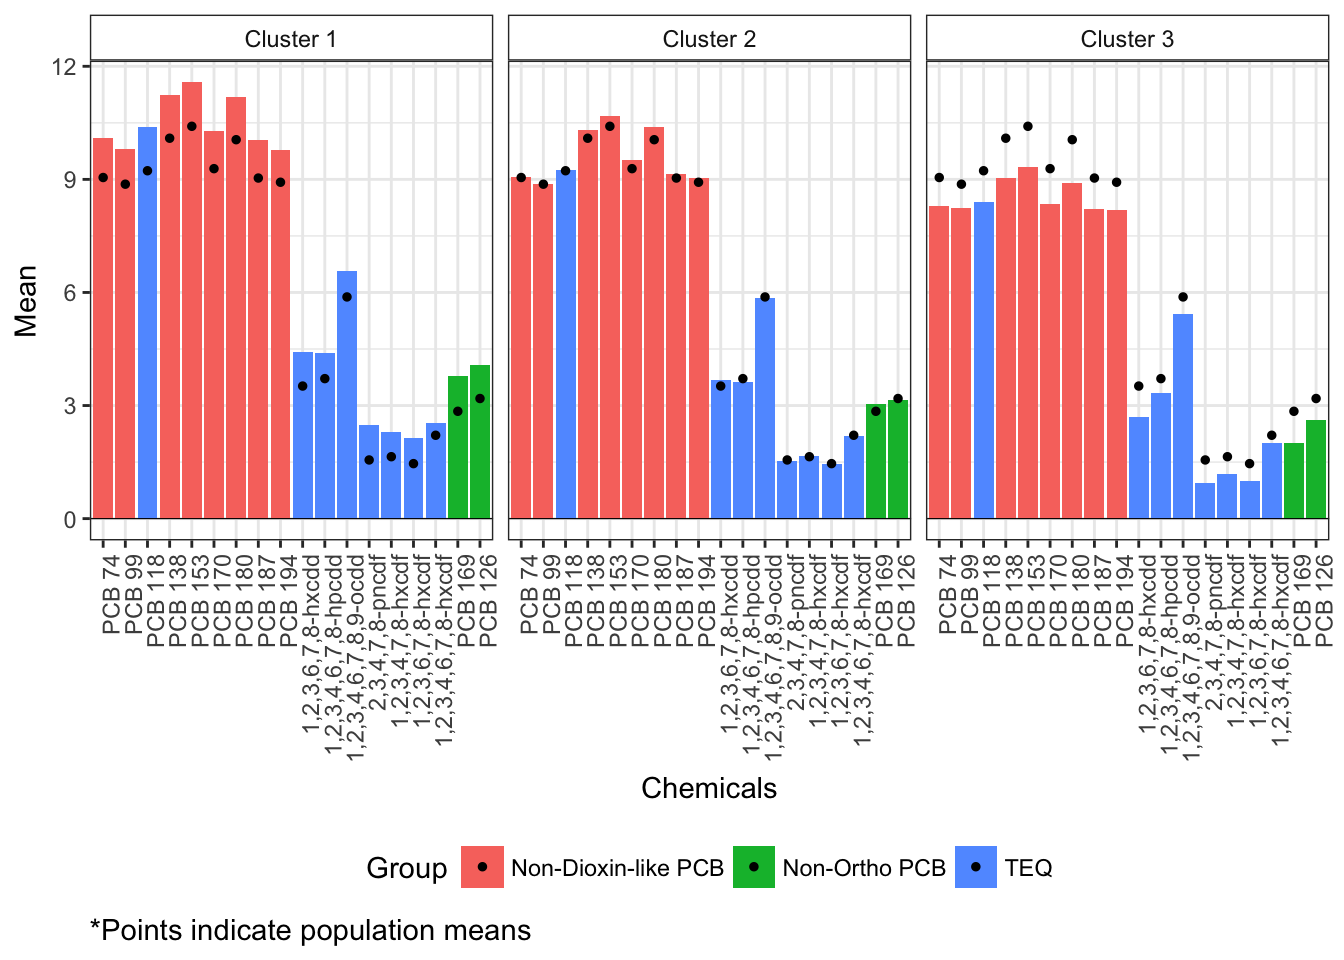 Cluster 1
Cluster 2
Cluster 3
Mean
12
9
6
3
0
PCB 74
PCB 99
PCB 118
PCB 138
PCB 153
PCB 170
PCB 180
PCB 187
PCB 194
1,2,3,6,7,8-hxcdd
1,2,3,4,6,7,8-hpcdd
1,2,3,4,6,7,8,9-ocdd
2,3,4,7,8-pncdf
1,2,3,4,7,8-hxcdf
1,2,3,6,7,8-hxcdf
1,2,3,4,6,7,8-hxcdf
PCB 169
PCB 126
PCB 74
PCB 99
PCB 118
PCB 138
PCB 153
PCB 170
PCB 180
PCB 187
PCB 194
1,2,3,6,7,8-hxcdd
1,2,3,4,6,7,8-hpcdd
1,2,3,4,6,7,8,9-ocdd
2,3,4,7,8-pncdf
1,2,3,4,7,8-hxcdf
1,2,3,6,7,8-hxcdf
1,2,3,4,6,7,8-hxcdf
PCB 169
PCB 126
PCB 74
PCB 99
PCB 118
PCB 138
PCB 153
PCB 170
PCB 180
PCB 187
PCB 194
1,2,3,6,7,8-hxcdd
1,2,3,4,6,7,8-hpcdd
1,2,3,4,6,7,8,9-ocdd
2,3,4,7,8-pncdf
1,2,3,4,7,8-hxcdf
1,2,3,6,7,8-hxcdf
1,2,3,4,6,7,8-hxcdf
PCB 169
PCB 126
Chemicals
Group Non-Dioxin-like PCB Non-Ortho PCB TEQ
*Points indicate population means